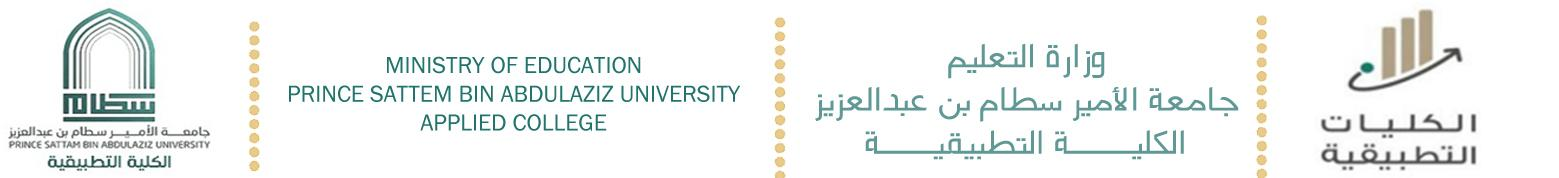 سطام
جامعة الأمير سطام بن عبدالعزيز
PRINCE SATTAM BIN ABDULAZIZ UNIVERSITY
الكلية التطبيقية
MINISTRY OF EDUCATION
PRINCE SATTEM BIN ABDULAZIZ UNIVERSITY
APPLIED COLLEGE
وزارة التعليم
جامعة الأمير سطام بن عبدالعزيز
الكليـــــة التطبيقيـــــة
الكليات
التطبيقية